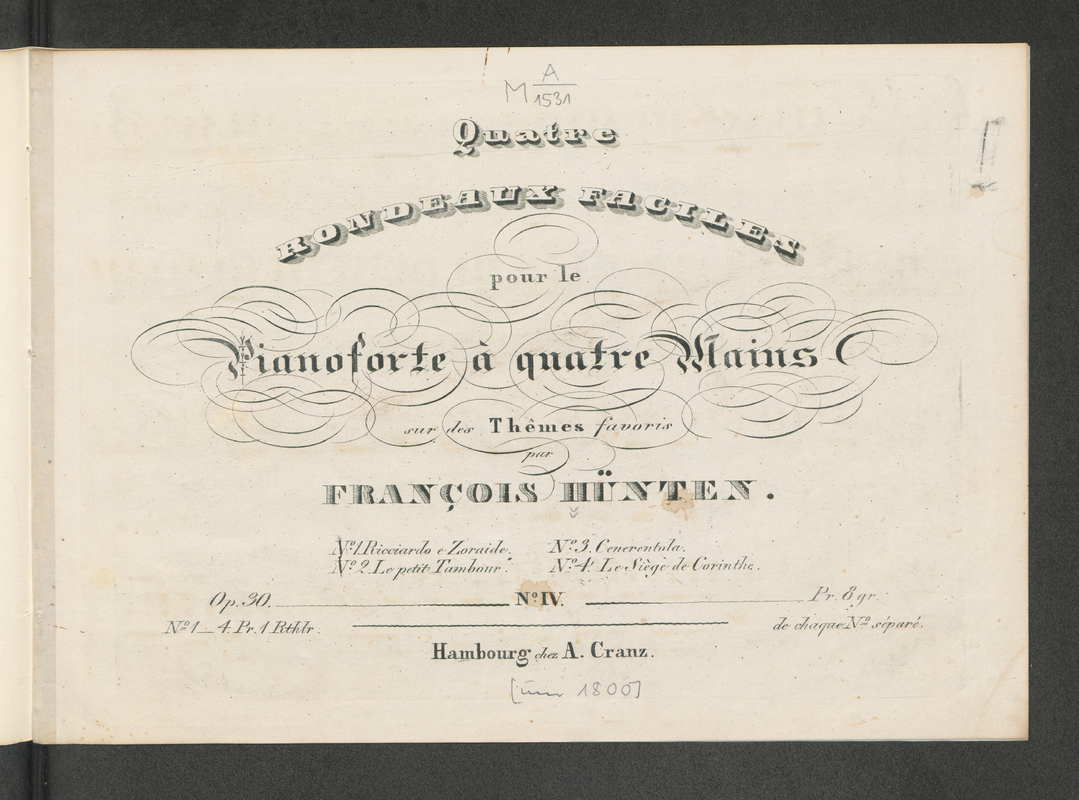 M A
1531
Quatre
RONDEAUX FACILES
pour le
Pianoforte à quatre Mains
sur des Thêmes favoris
par
FRANÇOIS HÜNTEN.
No. 1. Ricciardo e Zoraide. No. 3. Cenerentola.
No. 2. Le petit Tambour. No. 4. Le Siège de Corinthe.
Op. 30. No. IV. Pr. 8 gr.
No. 1_4 Pr. 1 Rthlr. de chaque No. séparé.
Hambourg chez A. Cranz.
[um 1800]